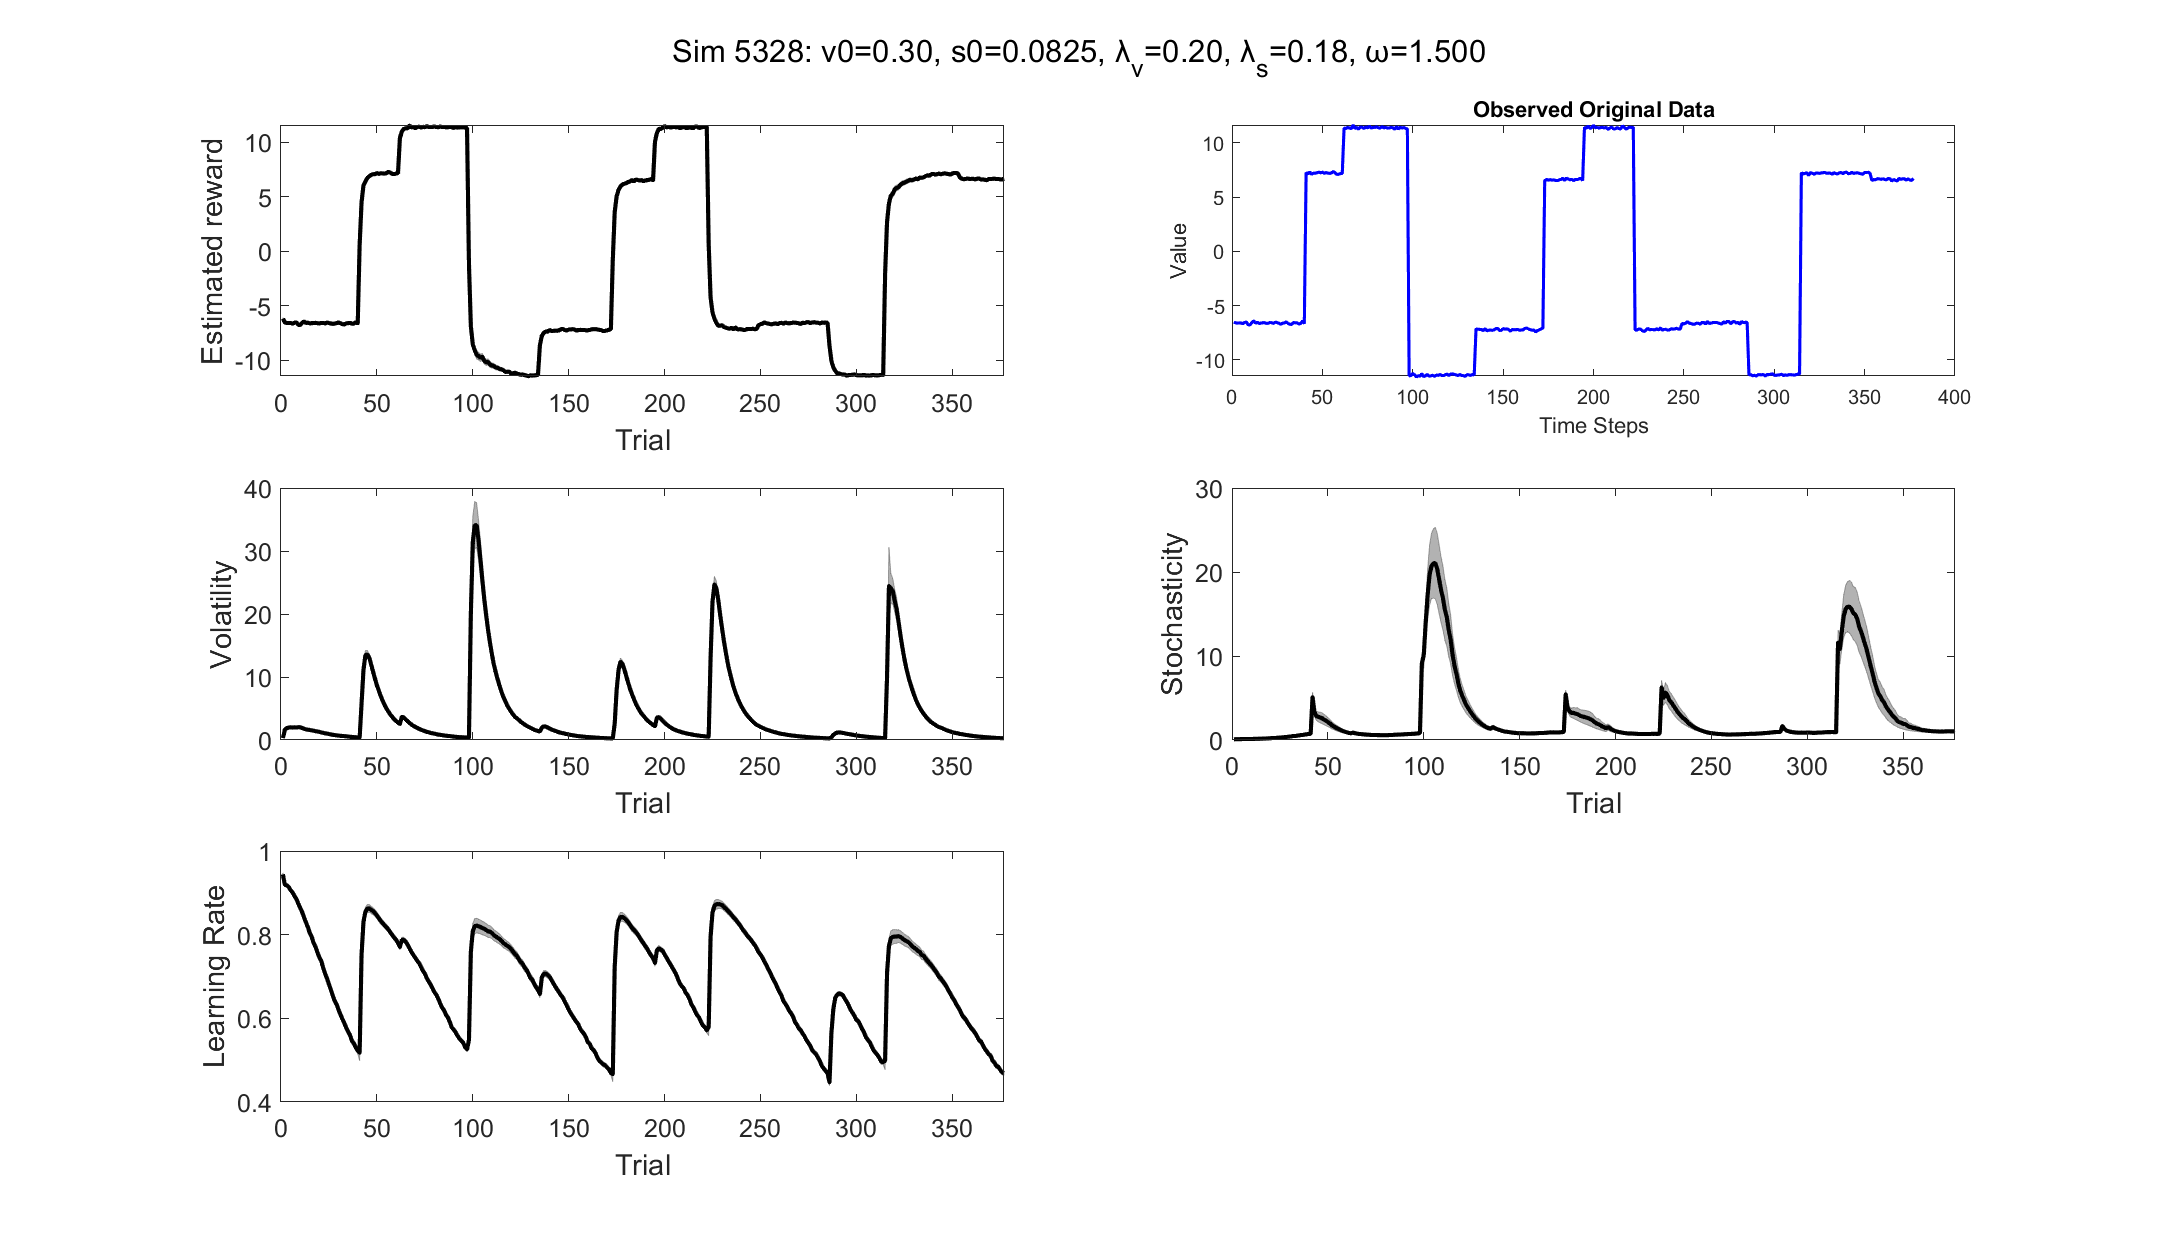 Sim 5328: v0=0.30, s0=0.0825, λ_v=0.20, λ_s=0.18, ω=1.500
Estimated reward
10
5
0
-5
-10
0 50 100 150 200 250 300 350
Trial
Observed Original Data
Value
10
5
0
-5
-10
0 50 100 150 200 250 300 350 400
Time Steps
Volatility
40
30
20
10
0
0 50 100 150 200 250 300 350
Trial
Stochasticity
30
20
10
0
0 50 100 150 200 250 300 350
Trial
Learning Rate
1
0.8
0.6
0.4
0 50 100 150 200 250 300 350
Trial